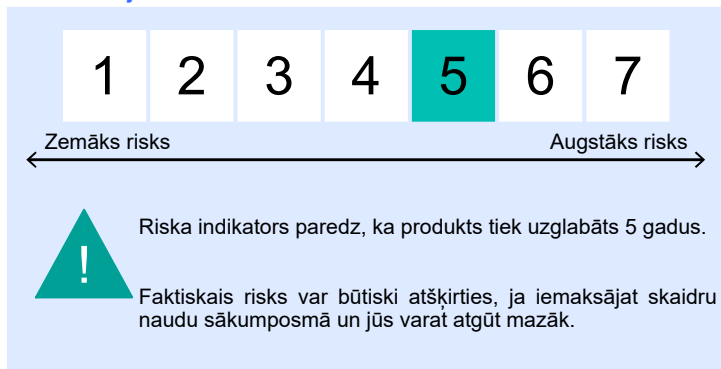 1 2 3 4 5 6 7
Zemāks risks Augstāks risks
Riska indikators paredz, ka produkts tiek uzglabāts 5 gadus.
!
Faktiskais risks var būtiski atšķirties, ja iemaksājat skaidru
naudu sākumposmā un jūs varat atgūt mazāk.